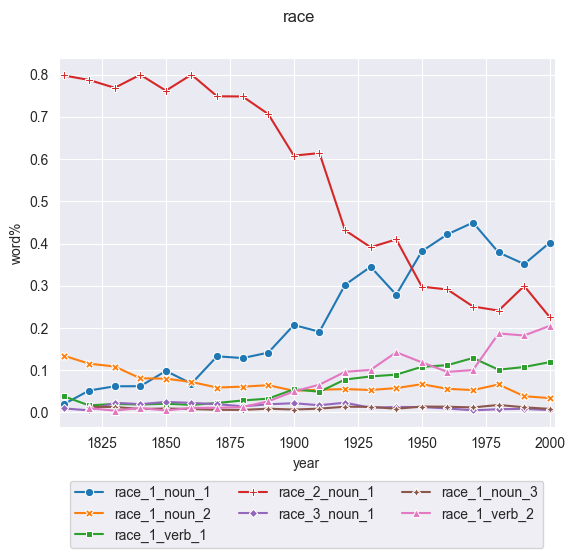 race
0.8
0.7
0.6
0.5
0.4
0.3
0.2
0.1
0.0
word%
1825 1850 1875 1900 1925 1950 1975 2000
year
race_1_noun_1 race_2_noun_1 race_1_noun_3
race_1_noun_2 race_3_noun_1 race_1_verb_2
race_1_verb_1